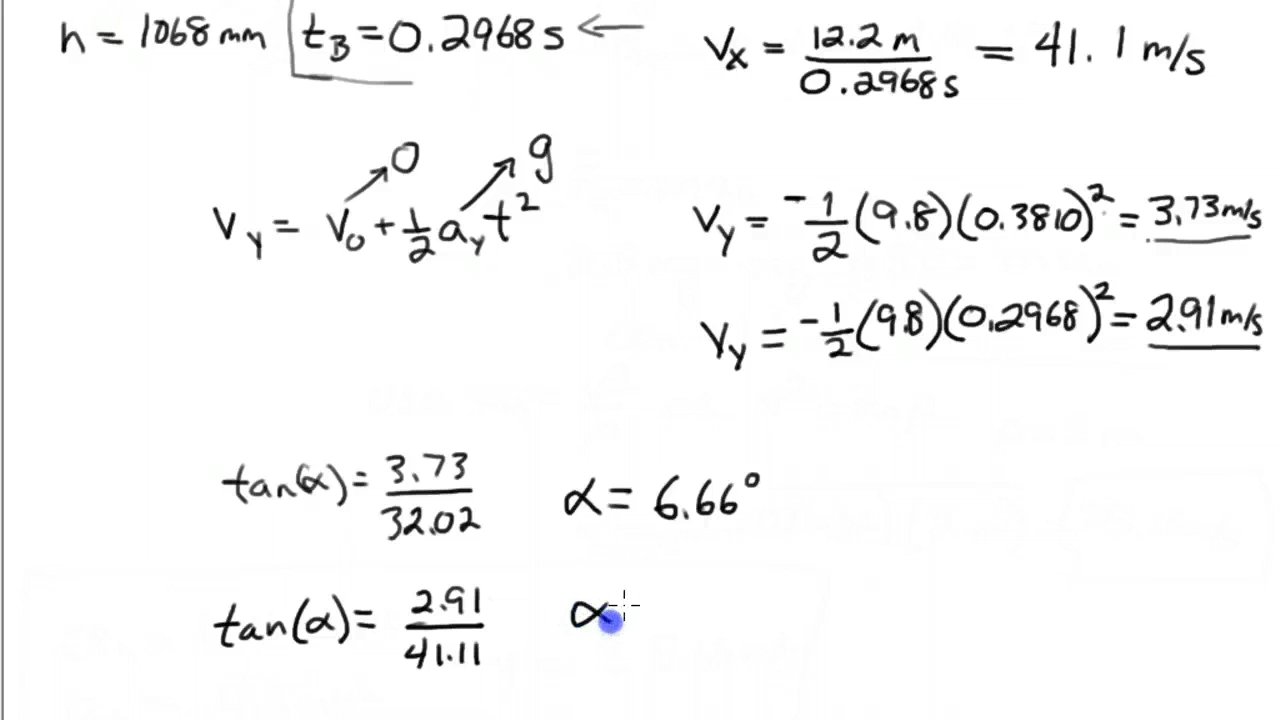 h = 1068 mm t_B = 0.2968 s ←
V_x = 12.2 m / 0.2968 s = 41.1 m/s
0 g
V_y = V_0 + 1/2 a_y t²
V_y = -1/2 (9.8)(0.3810)² = 3.73 m/s
V_y = -1/2 (9.8)(0.2968)² = 2.91 m/s
tan(α) = 3.73 / 32.02 α = 6.66°
tan(α) = 2.91 / 41.11 α